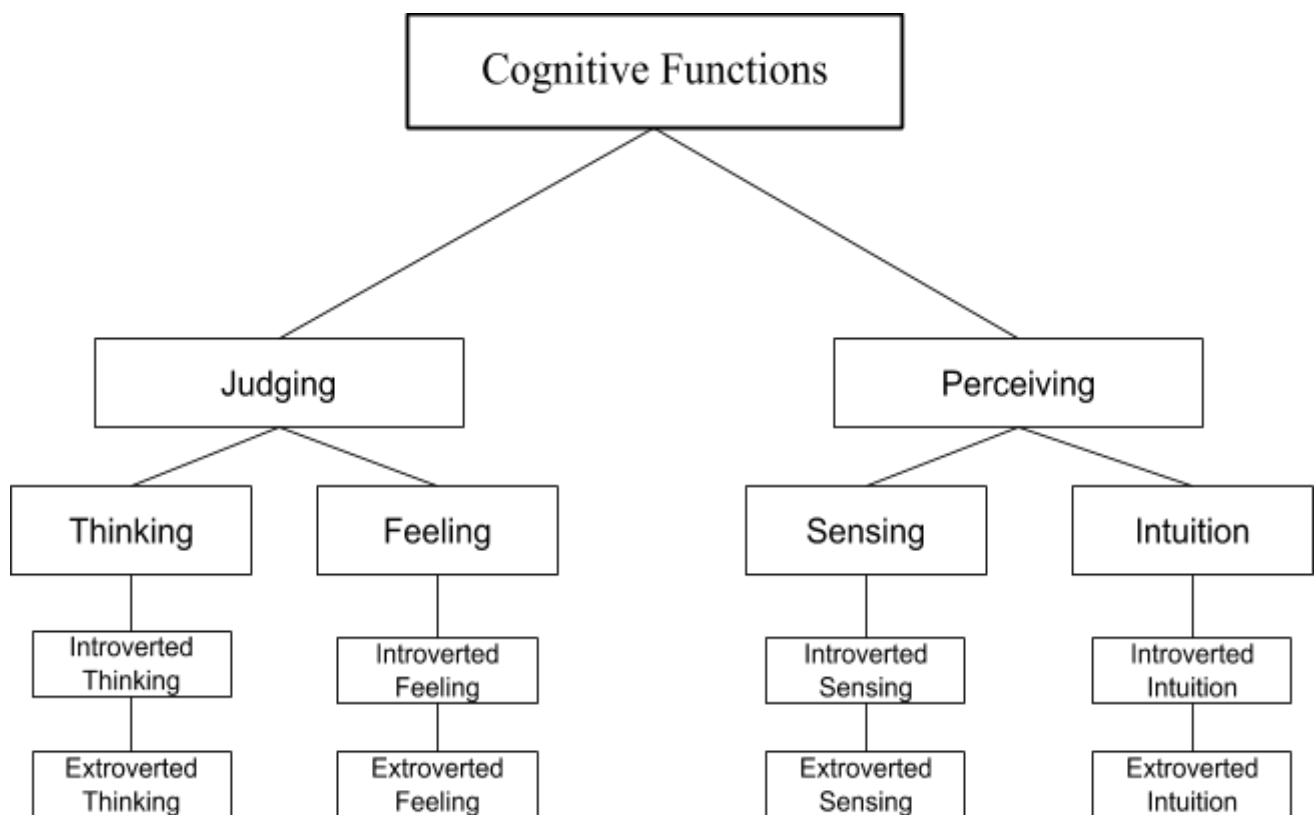 Cognitive Functions
Judging
Perceiving
Thinking
Feeling
Sensing
Intuition
Introverted
Thinking
Introverted
Feeling
Introverted
Sensing
Introverted
Intuition
Extroverted
Thinking
Extroverted
Feeling
Extroverted
Sensing
Extroverted
Intuition